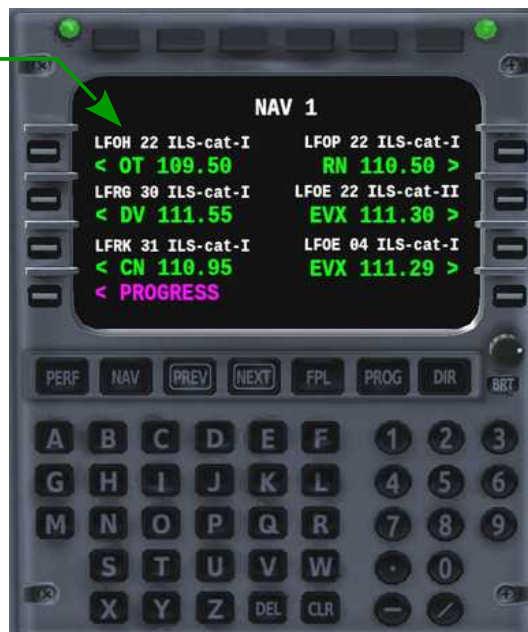 NAV 1
LFOH 22 ILS-cat-I LFOP 22 ILS-cat-I
< OT 109.50 RN 110.50 >
LFRG 30 ILS-cat-I LFOE 22 ILS-cat-II
< DV 111.55 EVX 111.30 >
LFRK 31 ILS-cat-I LFOE 04 ILS-cat-I
< CN 110.95 EVX 111.29 >
< PROGRESS
PERF NAV PREV NEXT FPL PROG DIR BRT
A B C D E F 1 2 3
G H I J K L 4 5 6
M N O P Q R 7 8 9
S T U V W · 0
X Y Z DEL CLR − /